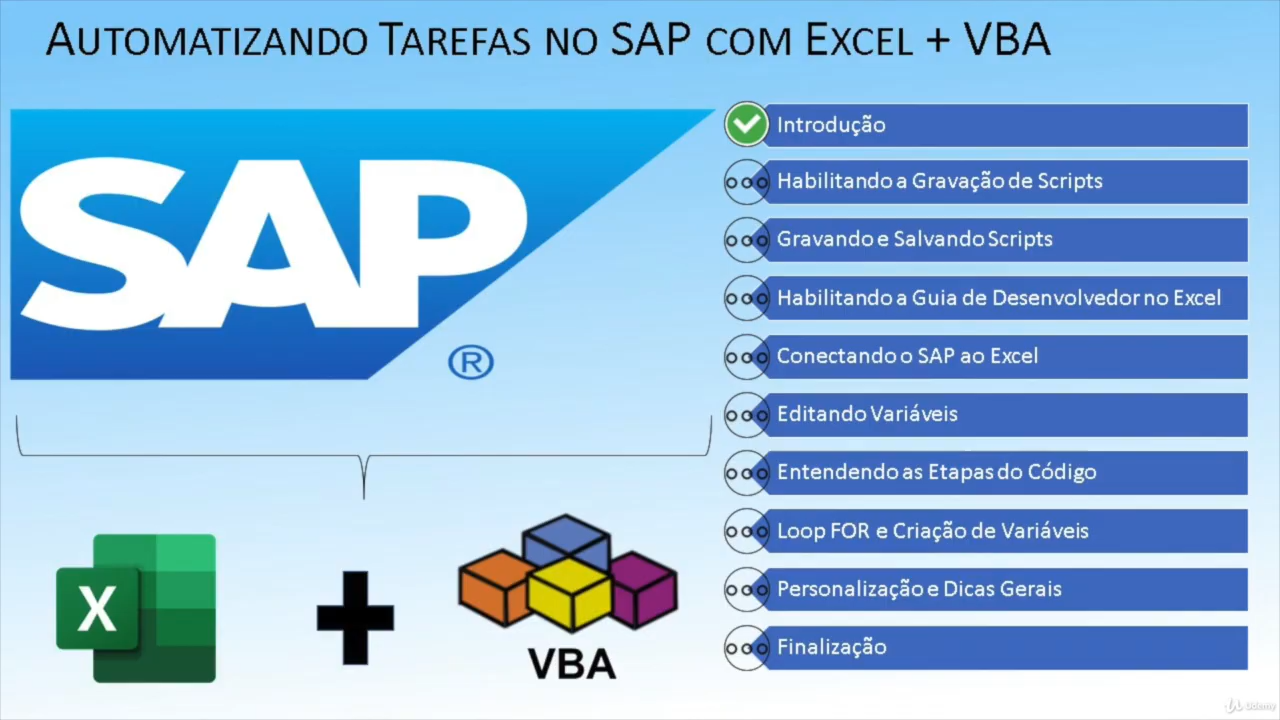 AUTOMATIZANDO TAREFAS NO SAP COM EXCEL + VBA
SAP
®
Introdução
Habilitando a Gravação de Scripts
Gravando e Salvando Scripts
Habilitando a Guia de Desenvolvedor no Excel
Conectando o SAP ao Excel
Editando Variáveis
Entendendo as Etapas do Código
Loop FOR e Criação de Variáveis
Personalização e Dicas Gerais
Finalização
X
VBA
Udemy